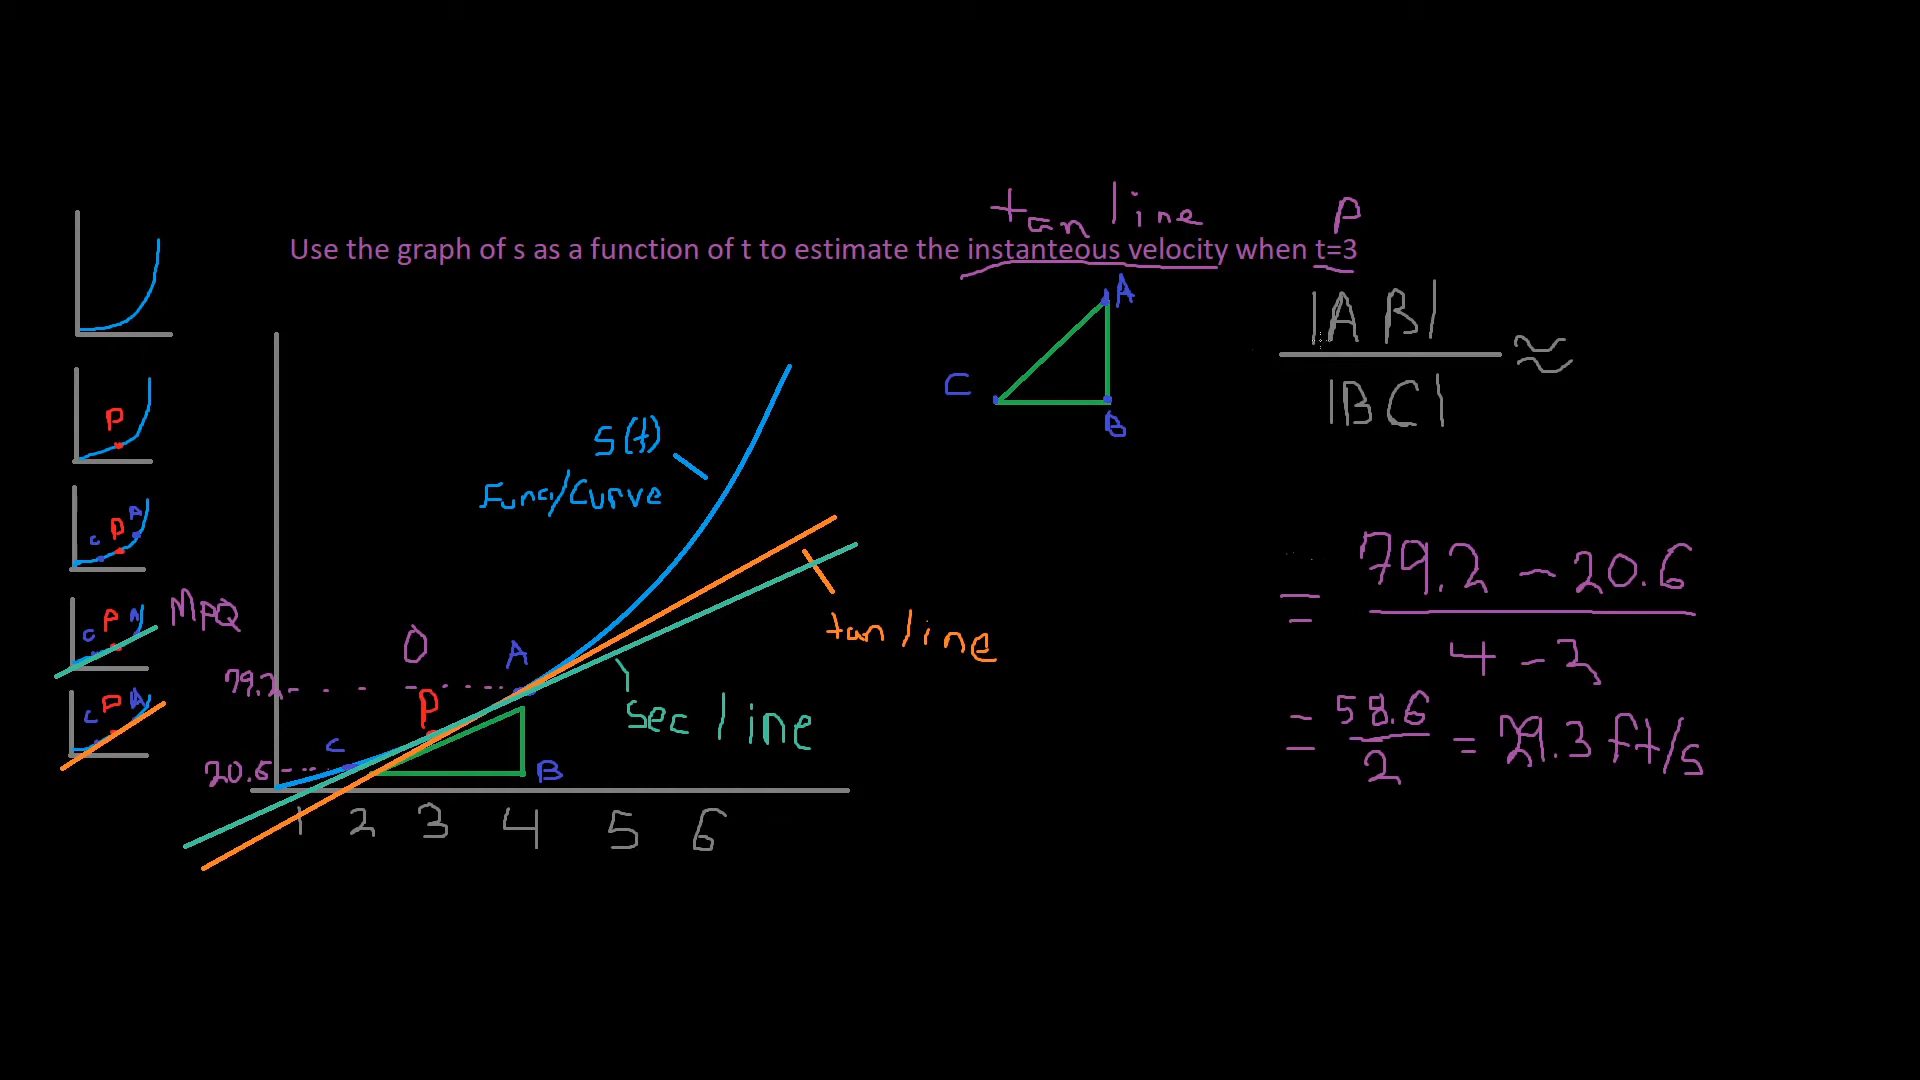 tan line P
Use the graph of s as a function of t to estimate the instanteous velocity when t=3
A
C
B
|AB|
|BC|
≈
P
C P A
C P A
MPQ
C P A
S(t)
Func/Curve
tan line
sec line
O
A
79.2
P
C
20.6
B
1 2 3 4 5 6
= 79.2 - 20.6
4 - 2
= 58.6
2
= 29.3 ft/s